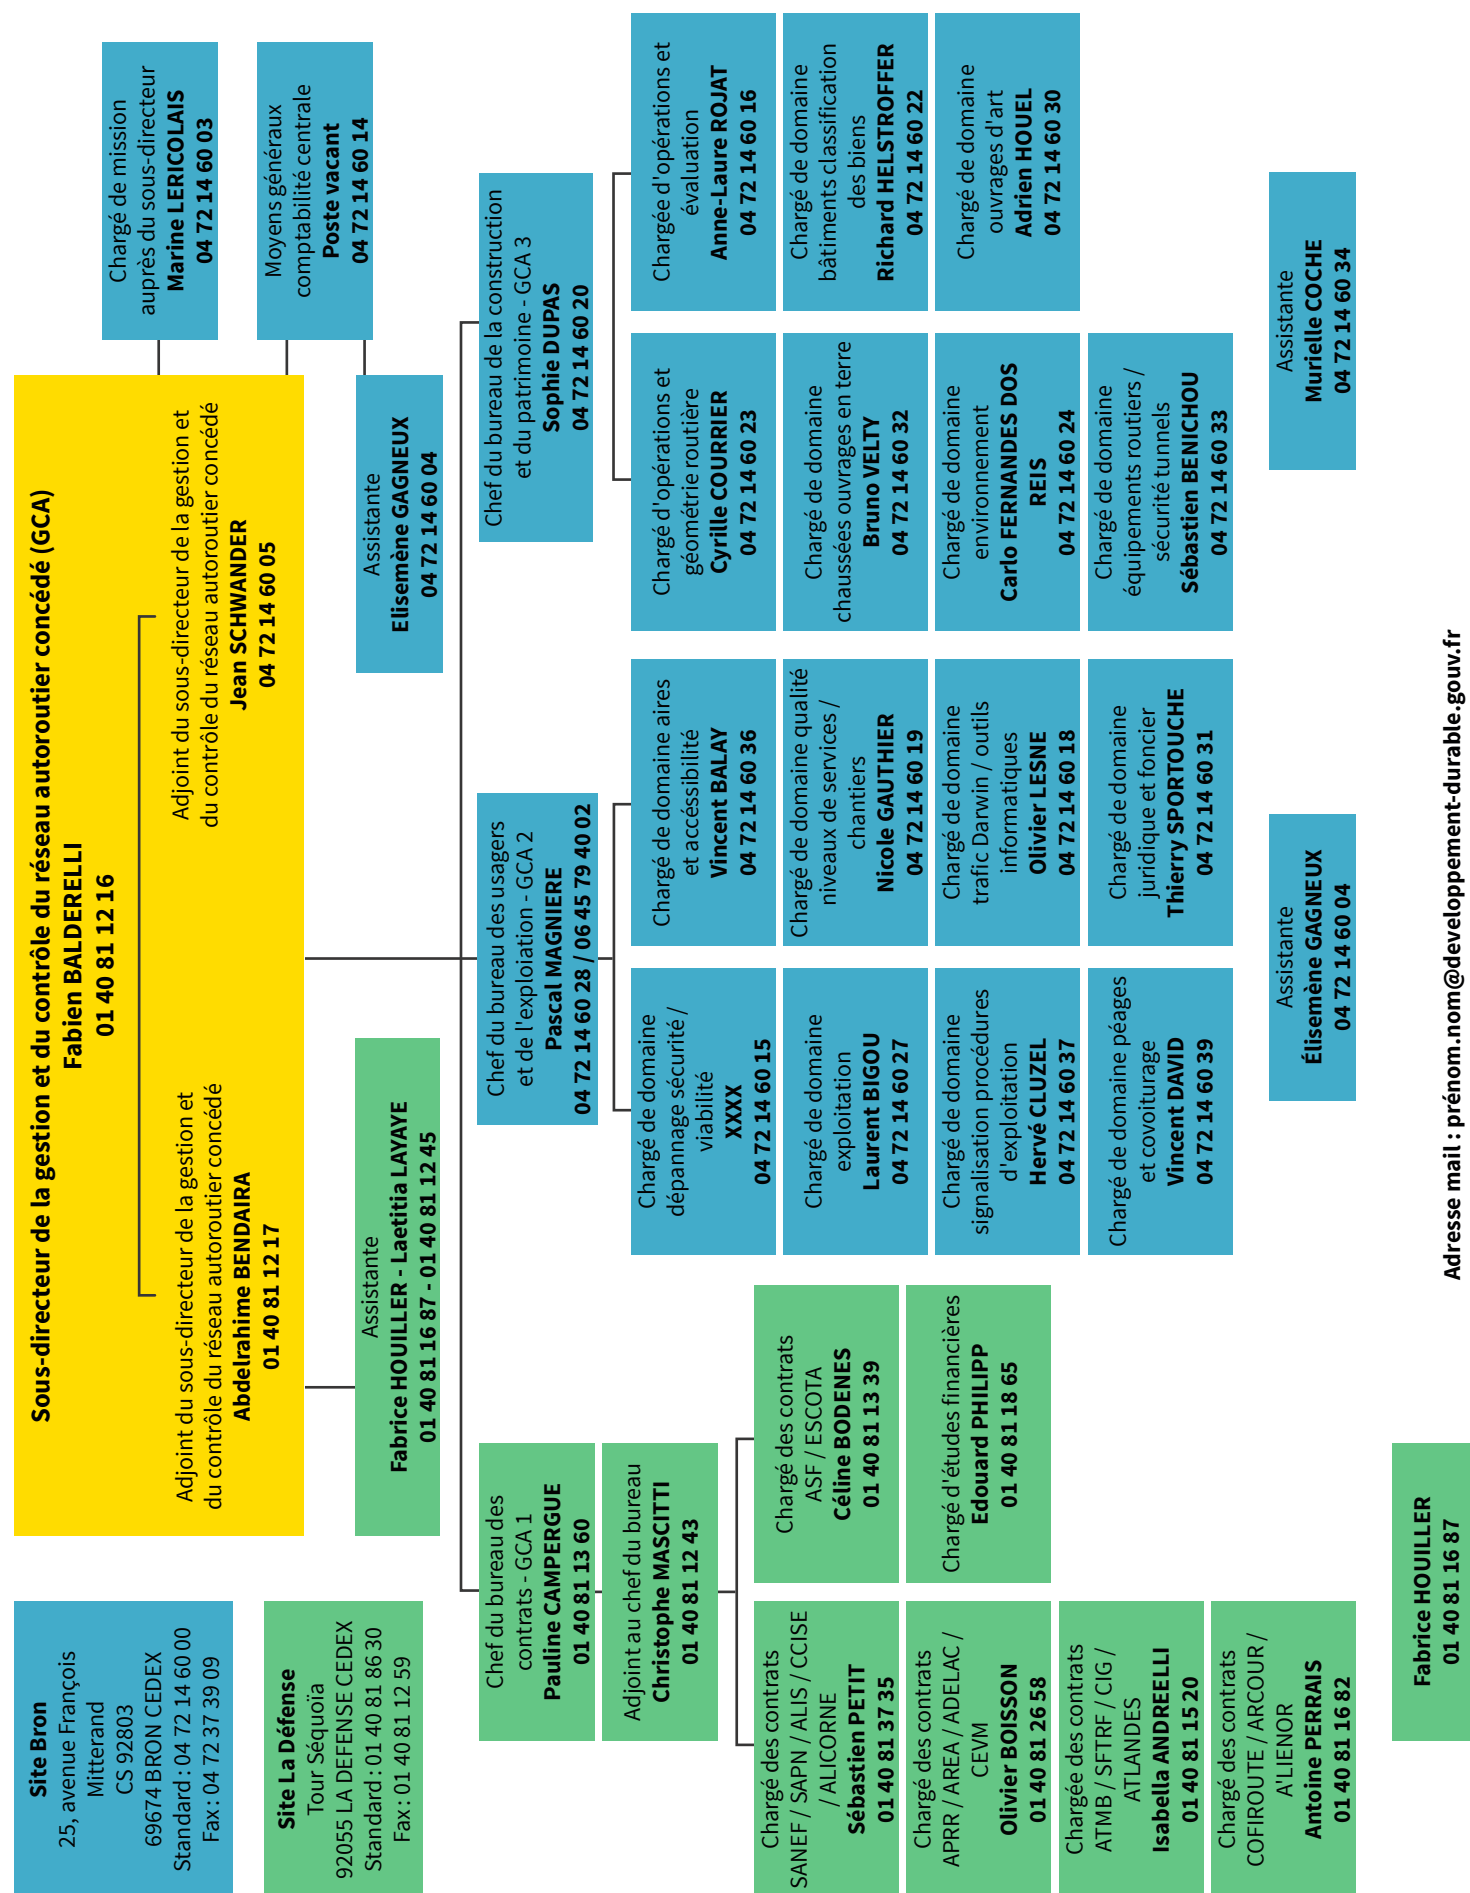 Site Bron
25, avenue François
Mitterand
CS 92803
69674 BRON CEDEX
Standard : 04 72 14 60 00
Fax : 04 72 37 39 09
Site La Défense
Tour Séquoïa
92055 LA DEFENSE CEDEX
Standard : 01 40 81 86 30
Fax : 01 40 81 12 59
Sous-directeur de la gestion et du contrôle du réseau autoroutier concédé (GCA)
Fabien BALDERELLI
01 40 81 12 16
Adjoint du sous-directeur de la gestion et
du contrôle du réseau autoroutier concédé
Abdelrahime BENDAIRA
01 40 81 12 17
Adjoint du sous-directeur de la gestion et
du contrôle du réseau autoroutier concédé
Jean SCHWANDER
04 72 14 60 05
Chargé de mission
auprès du sous-directeur
Marine LERICOLAIS
04 72 14 60 03
Moyens généraux
comptabilité centrale
Poste vacant
04 72 14 60 14
Assistante
Fabrice HOUILLER - Laetitia LAYAYE
01 40 81 16 87 - 01 40 81 12 45
Assistante
Elisemène GAGNEUX
04 72 14 60 04
Chef du bureau des
contrats - GCA 1
Pauline CAMPERGUE
01 40 81 13 60
Adjoint au chef du bureau
Christophe MASCITTI
01 40 81 12 43
Chargé des contrats
SANEF / SAPN / ALIS / CCISE
/ ALICORNE
Sébastien PETIT
01 40 81 37 35
Chargé des contrats
APRR / AREA / ADELAC /
CEVM
Olivier BOISSON
01 40 81 26 58
Chargée des contrats
ATMB / SFTRF / CIG /
ATLANDES
Isabella ANDREELLI
01 40 81 15 20
Chargé des contrats
COFIROUTE / ARCOUR /
A'LIENOR
Antoine PERRAIS
01 40 81 16 82
Chargé des contrats
ASF / ESCOTA
Céline BODENES
01 40 81 13 39
Chargé d'études financières
Edouard PHILIPP
01 40 81 18 65
Fabrice HOUILLER
01 40 81 16 87
Chef du bureau des usagers
et de l'exploiation - GCA 2
Pascal MAGNIERE
04 72 14 60 28 / 06 45 79 40 02
Chargé de domaine
dépannage sécurité /
viabilité
XXXX
04 72 14 60 15
Chargé de domaine
exploitation
Laurent BIGOU
04 72 14 60 27
Chargé de domaine
signalisation procédures
d'exploitation
Hervé CLUZEL
04 72 14 60 37
Chargé de domaine péages
et covoiturage
Vincent DAVID
04 72 14 60 39
Chargé de domaine aires
et accéssibilité
Vincent BALAY
04 72 14 60 36
Chargé de domaine qualité
niveaux de services /
chantiers
Nicole GAUTHIER
04 72 14 60 19
Chargé de domaine
trafic Darwin / outils
informatiques
Olivier LESNE
04 72 14 60 18
Chargé de domaine
juridique et foncier
Thierry SPORTOUCHE
04 72 14 60 31
Assistante
Élisemène GAGNEUX
04 72 14 60 04
Chef du bureau de la construction
et du patrimoine - GCA 3
Sophie DUPAS
04 72 14 60 20
Chargé d'opérations et
géométrie routière
Cyrille COURRIER
04 72 14 60 23
Chargé de domaine
chaussées ouvrages en terre
Bruno VELTY
04 72 14 60 32
Chargé de domaine
environnement
Carlo FERNANDES DOS
REIS
04 72 14 60 24
Chargé de domaine
équipements routiers /
sécurité tunnels
Sébastien BENICHOU
04 72 14 60 33
Chargée d'opérations et
évaluation
Anne-Laure ROJAT
04 72 14 60 16
Chargé de domaine
bâtiments classification
des biens
Richard HELSTROFFER
04 72 14 60 22
Chargé de domaine
ouvrages d'art
Adrien HOUEL
04 72 14 60 30
Assistante
Murielle COCHE
04 72 14 60 34
Adresse mail : prénom.nom@developpement-durable.gouv.fr